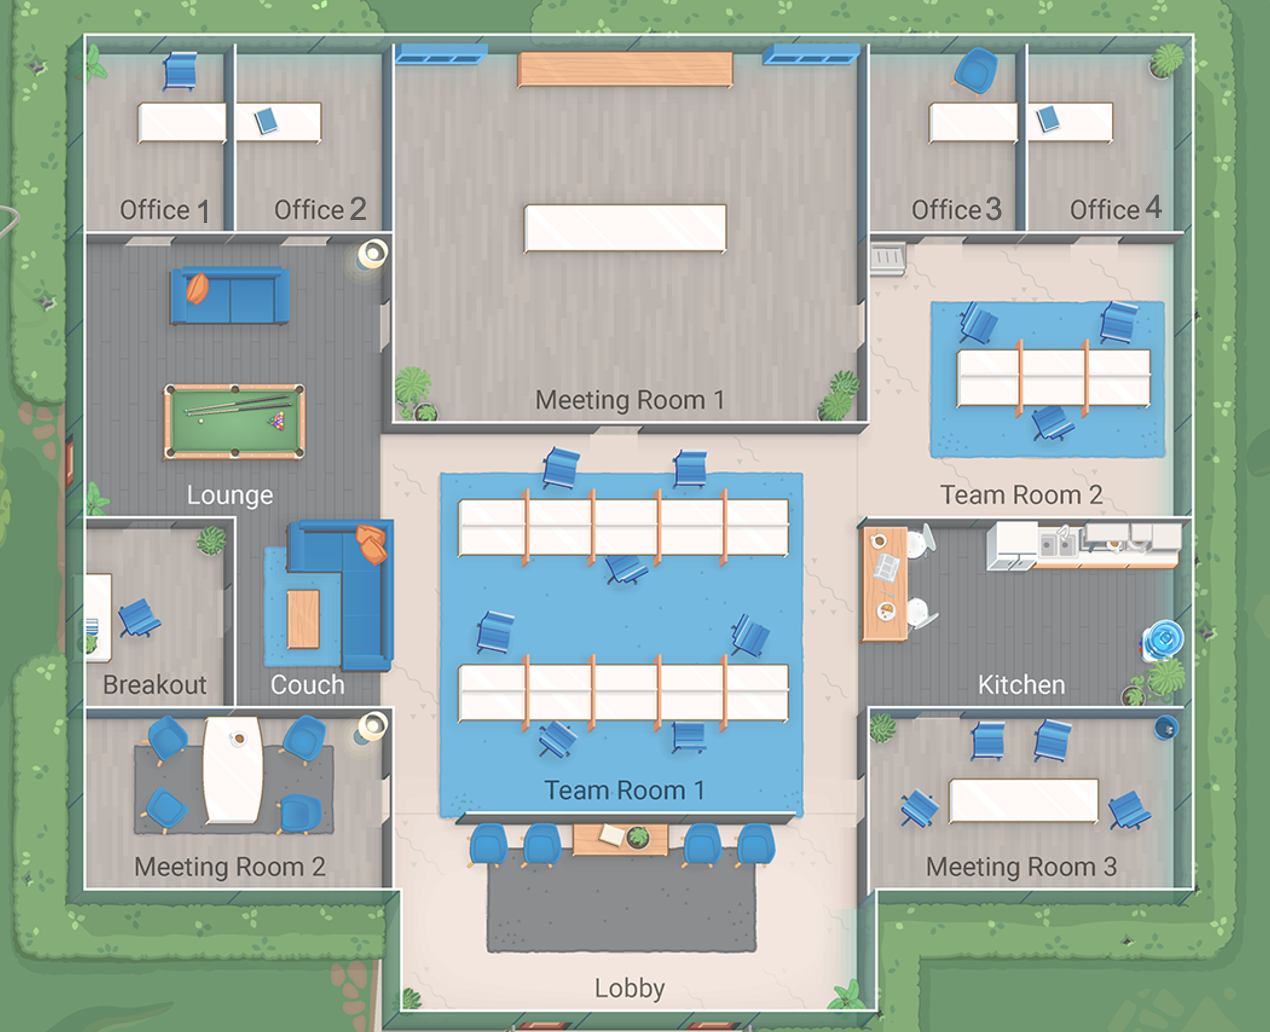 Office 1
Office 2
Office 3
Office 4
Meeting Room 1
Lounge
Team Room 2
Breakout
Couch
Kitchen
Team Room 1
Meeting Room 2
Meeting Room 3
Lobby